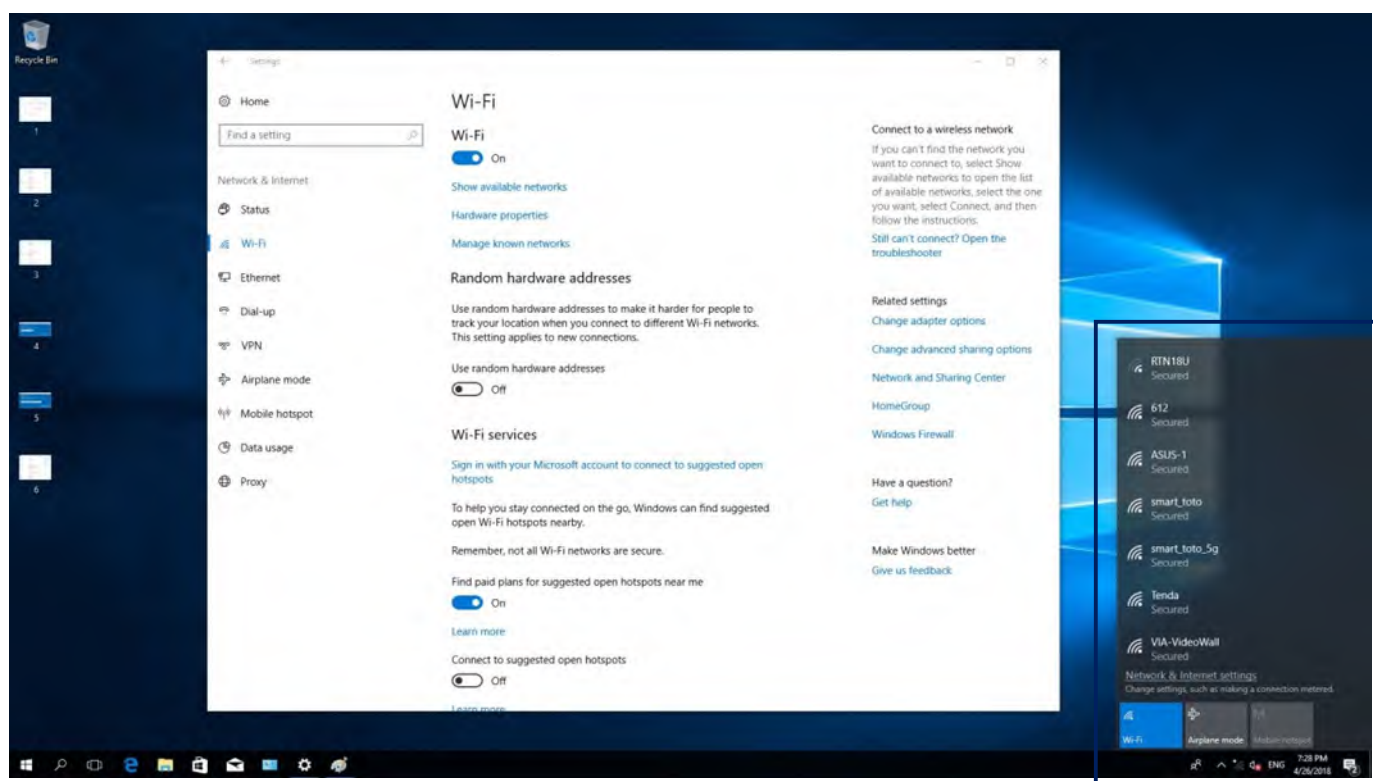 Recycle Bin
1
2
3
4
5
6
Settings
Home
Find a setting
Network & Internet
Status
Wi-Fi
Ethernet
Dial-up
VPN
Airplane mode
Mobile hotspot
Data usage
Proxy
Wi-Fi
Wi-Fi
On
Show available networks
Hardware properties
Manage known networks
Random hardware addresses
Use random hardware addresses to make it harder for people to
track your location when you connect to different Wi-Fi networks.
This setting applies to new connections.
Use random hardware addresses
Off
Wi-Fi services
Sign in with your Microsoft account to connect to suggested open
hotspots
To help you stay connected on the go, Windows can find suggested
open Wi-Fi hotspots nearby.
Remember, not all Wi-Fi networks are secure.
Find paid plans for suggested open hotspots near me
On
Learn more
Connect to suggested open hotspots
Off
Learn more
Connect to a wireless network
If you can't find the network you
want to connect to, select Show
available networks to open the list
of available networks, select the one
you want, select Connect, and then
follow the instructions.
Still can't connect? Open the
troubleshooter
Related settings
Change adapter options
Change advanced sharing options
Network and Sharing Center
HomeGroup
Windows Firewall
Have a question?
Get help
Make Windows better
Give us feedback
RTN18U
Secured
612
Secured
ASUS-1
Secured
smart_toto
Secured
smart_toto_5g
Secured
Tenda
Secured
VIA-VideoWall
Secured
Network & Internet settings
Change settings, such as making a connection metered.
Wi-Fi
Airplane mode
Mobile hotspot
ENG
7:28 PM
4/26/2018